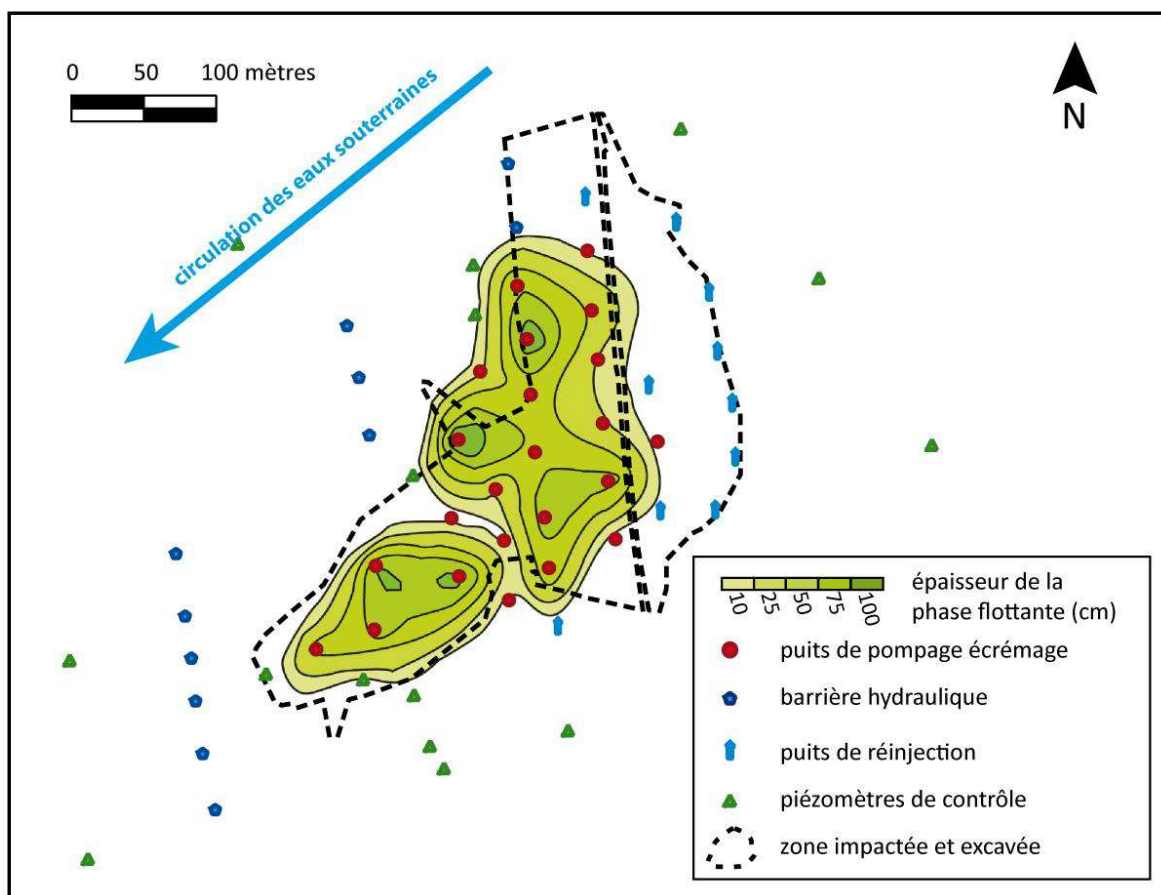 0 50 100 mètres
circulation des eaux souterraines
N
10 25 50 75 100
épaisseur de la
phase flottante (cm)
puits de pompage écrémage
barrière hydraulique
puits de réinjection
piézomètres de contrôle
zone impactée et excavée